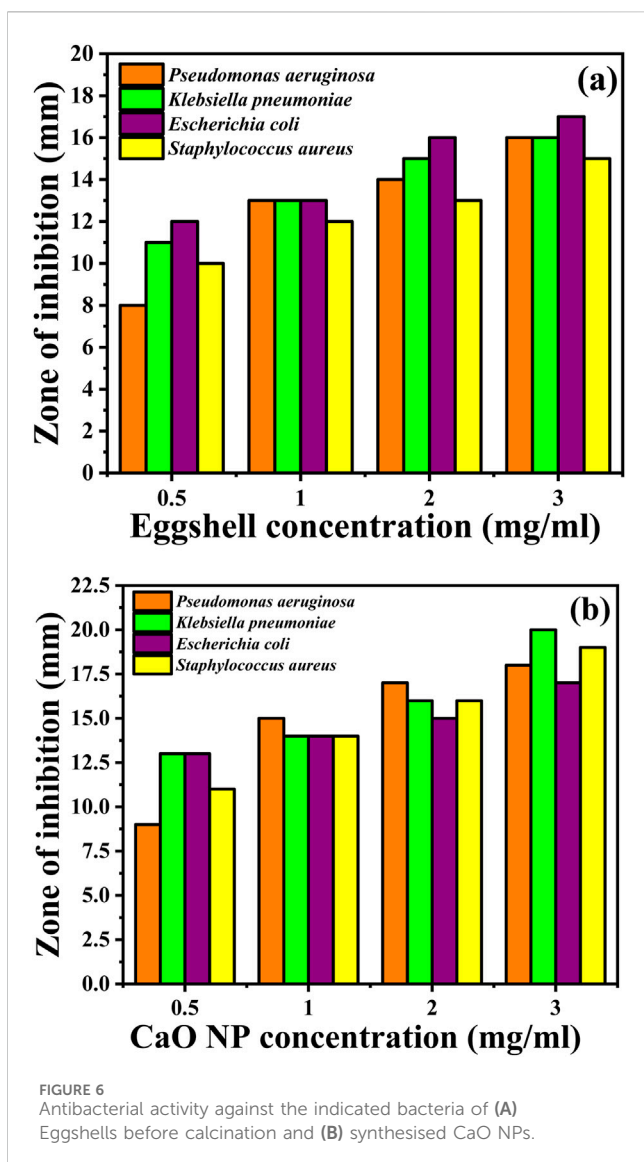 20
18
16
14
12
10
8
6
4
2
0
Zone of inhibition (mm)
Pseudomonas aeruginosa
Klebsiella pneumoniae
Escherichia coli
Staphylococcus aureus
(a)
0.5 1 2 3
Eggshell concentration (mg/ml)
22.5
20.0
17.5
15.0
12.5
10.0
7.5
5.0
2.5
0.0
Zone of inhibition (mm)
Pseudomonas aeruginosa
Klebsiella pneumoniae
Escherichia coli
Staphylococcus aureus
(b)
0.5 1 2 3
CaO NP concentration (mg/ml)
FIGURE 6
Antibacterial activity against the indicated bacteria of (A)
Eggshells before calcination and (B) synthesised CaO NPs.